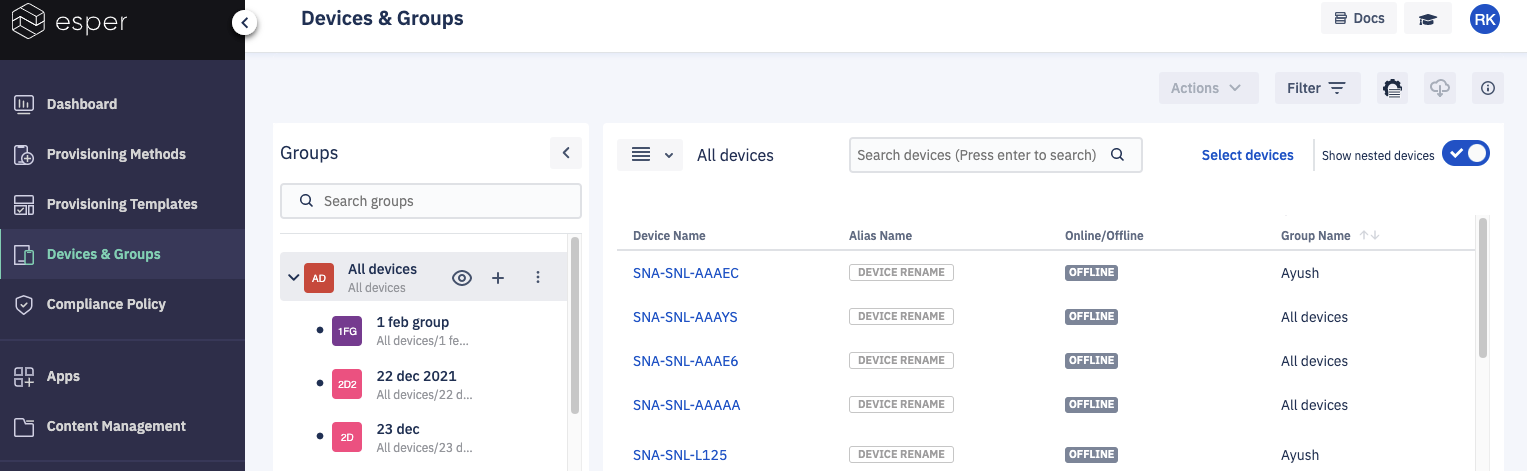 esper
Devices & Groups
Docs
RK
Dashboard
Provisioning Methods
Provisioning Templates
Devices & Groups
Compliance Policy
Apps
Content Management
Actions
Filter
Groups
Search groups
AD
All devices
All devices
1FG
1 feb group
All devices/1 fe...
2D2
22 dec 2021
All devices/22 d...
2D
23 dec
All devices/23 d...
All devices
Search devices (Press enter to search)
Select devices
Show nested devices
Device Name Alias Name Online/Offline Group Name
SNA-SNL-AAAEC DEVICE RENAME OFFLINE Ayush
SNA-SNL-AAAYS DEVICE RENAME OFFLINE All devices
SNA-SNL-AAAE6 DEVICE RENAME OFFLINE All devices
SNA-SNL-AAAAA DEVICE RENAME OFFLINE All devices
SNA-SNL-L125 DEVICE RENAME OFFLINE Ayush